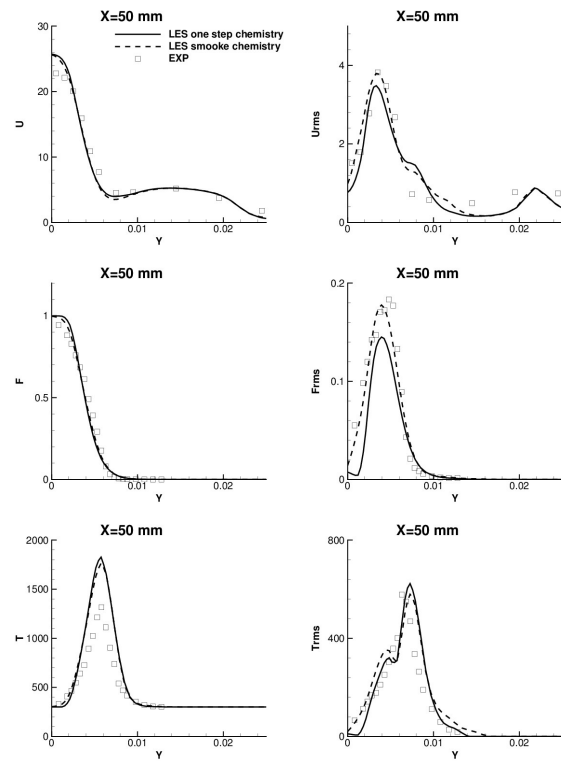 X=50 mm
LES one step chemistry
LES smooke chemistry
EXP
U
30
20
10
0
0
0.01
0.02
Y
X=50 mm
Urms
4
2
0
0
0.01
0.02
Y
X=50 mm
F
1
0.5
0
0
0.01
0.02
Y
X=50 mm
Frms
0.2
0.1
0
0
0.01
0.02
Y
X=50 mm
T
2000
1500
1000
500
0
0
0.01
0.02
Y
X=50 mm
Trms
800
400
0
0
0.01
0.02
Y